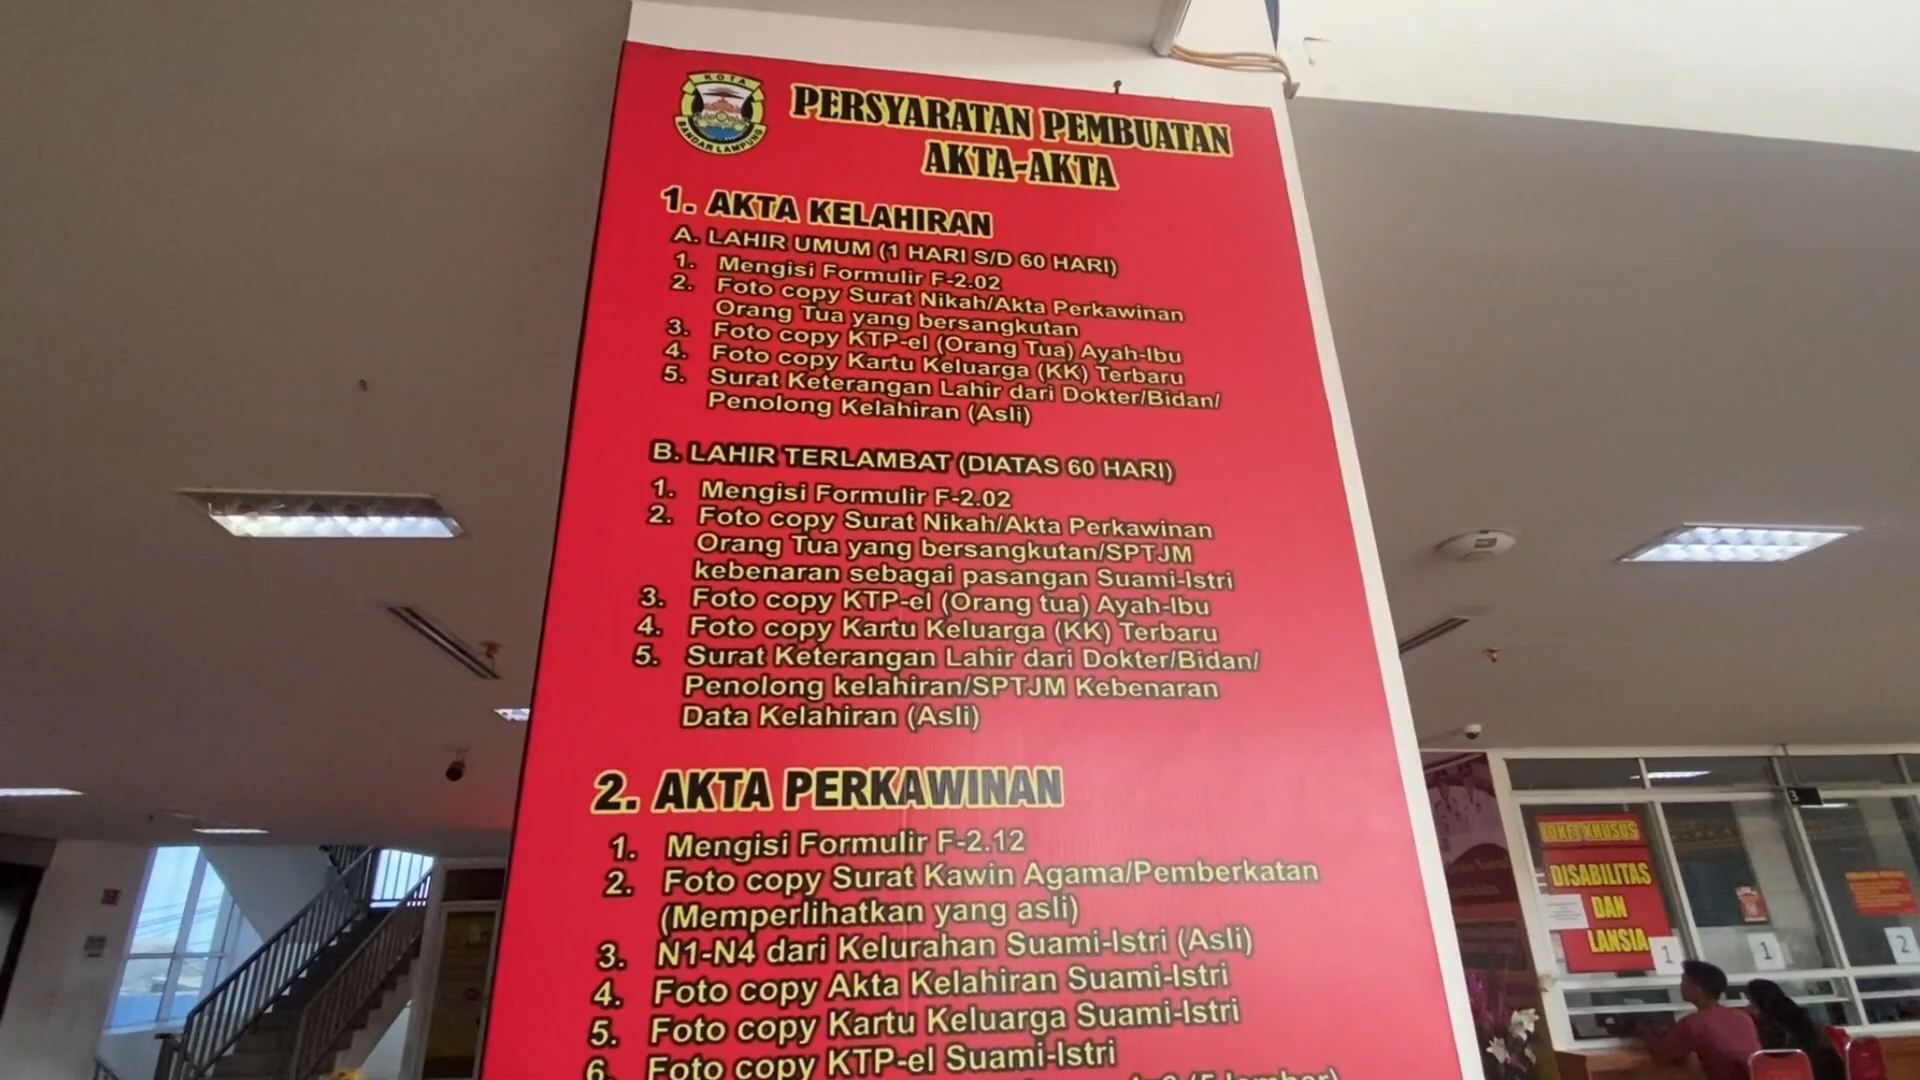 KOTA
BANDAR LAMPUNG
PERSYARATAN PEMBUATAN
AKTA-AKTA
1. AKTA KELAHIRAN
A. LAHIR UMUM (1 HARI S/D 60 HARI)
1. Mengisi Formulir F-2.02
2. Foto copy Surat Nikah/Akta Perkawinan
Orang Tua yang bersangkutan
3. Foto copy KTP-el (Orang Tua) Ayah-Ibu
4. Foto copy Kartu Keluarga (KK) Terbaru
5. Surat Keterangan Lahir dari Dokter/Bidan/
Penolong Kelahiran (Asli)
B. LAHIR TERLAMBAT (DIATAS 60 HARI)
1. Mengisi Formulir F-2.02
2. Foto copy Surat Nikah/Akta Perkawinan
Orang Tua yang bersangkutan/SPTJM
kebenaran sebagai pasangan Suami-Istri
3. Foto copy KTP-el (Orang tua) Ayah-Ibu
4. Foto copy Kartu Keluarga (KK) Terbaru
5. Surat Keterangan Lahir dari Dokter/Bidan/
Penolong kelahiran/SPTJM Kebenaran
Data Kelahiran (Asli)
2. AKTA PERKAWINAN
1. Mengisi Formulir F-2.12
2. Foto copy Surat Kawin Agama/Pemberkatan
(Memperlihatkan yang asli)
3. N1-N4 dari Kelurahan Suami-Istri (Asli)
4. Foto copy Akta Kelahiran Suami-Istri
5. Foto copy Kartu Keluarga Suami-Istri
6. Foto copy KTP-el Suami-Istri
3
LOKET KHUSUS
DISABILITAS
DAN
LANSIA
1
1
2